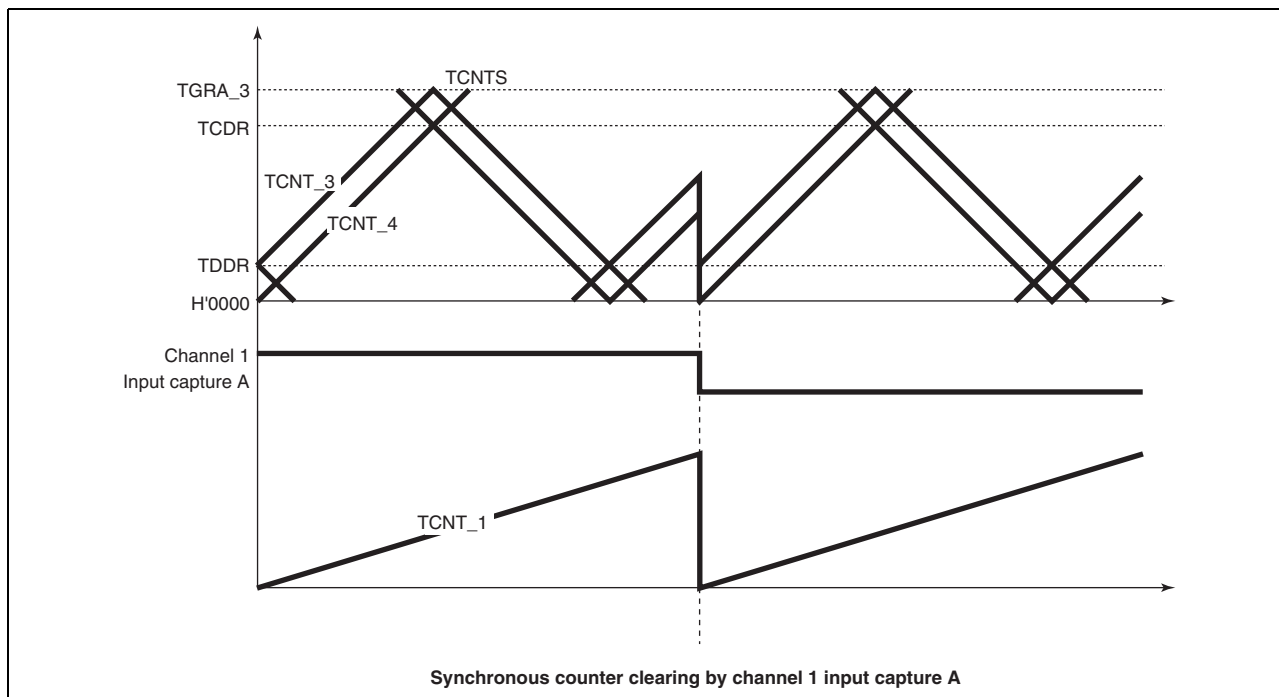 TCNTS
TGRA_3
TCDR
TCNT_3
TCNT_4
TDDR
H'0000
Channel 1
Input capture A
TCNT_1
Synchronous counter clearing by channel 1 input capture A